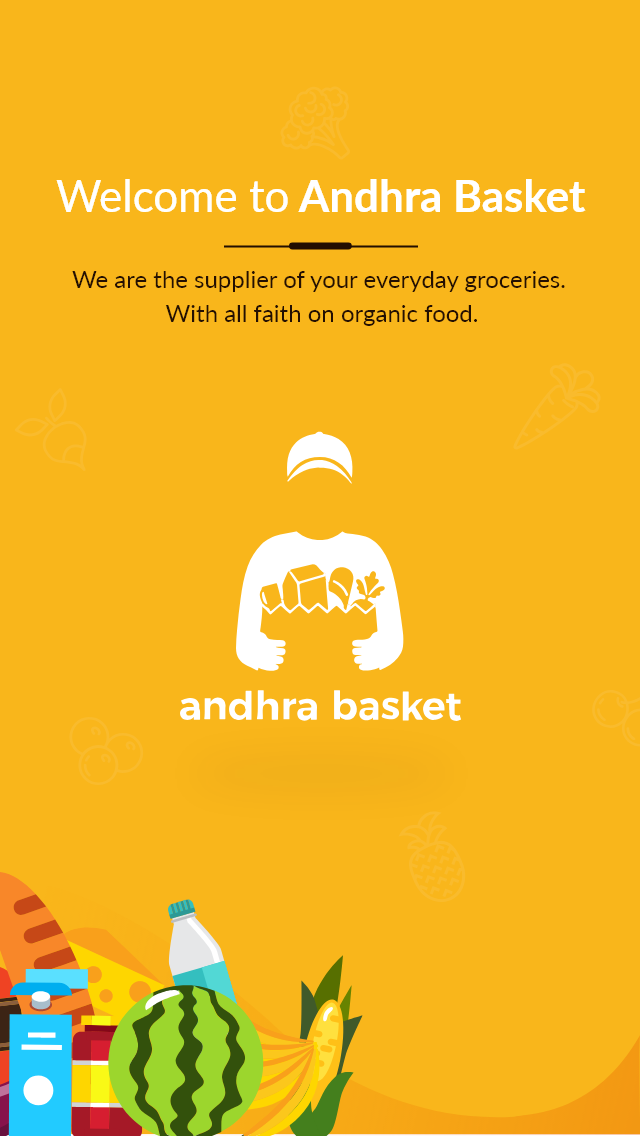 Welcome to Andhra Basket
We are the supplier of your everyday groceries.
With all faith on organic food.
andhra basket